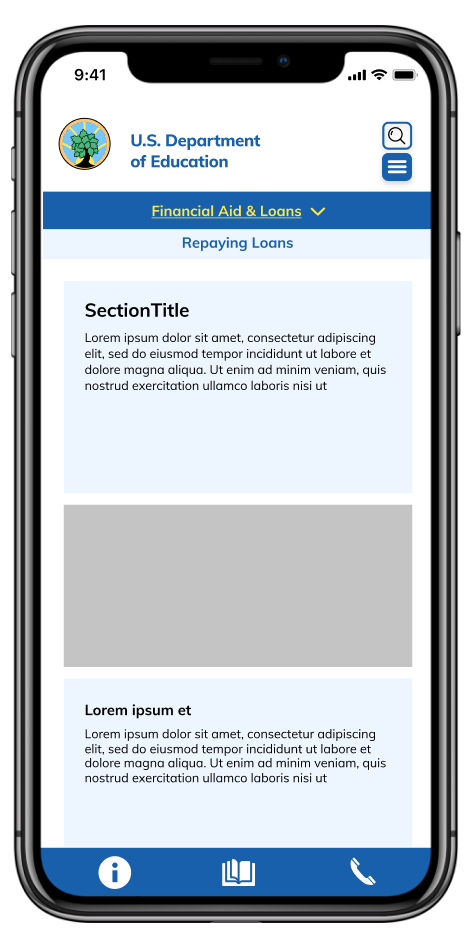 9:41
U.S. Department
of Education
Financial Aid & Loans
Repaying Loans
SectionTitle
Lorem ipsum dolor sit amet, consectetur adipiscing
elit, sed do eiusmod tempor incididunt ut labore et
dolore magna aliqua. Ut enim ad minim veniam, quis
nostrud exercitation ullamco laboris nisi ut
Lorem ipsum et
Lorem ipsum dolor sit amet, consectetur adipiscing
elit, sed do eiusmod tempor incididunt ut labore et
dolore magna aliqua. Ut enim ad minim veniam, quis
nostrud exercitation ullamco laboris nisi ut